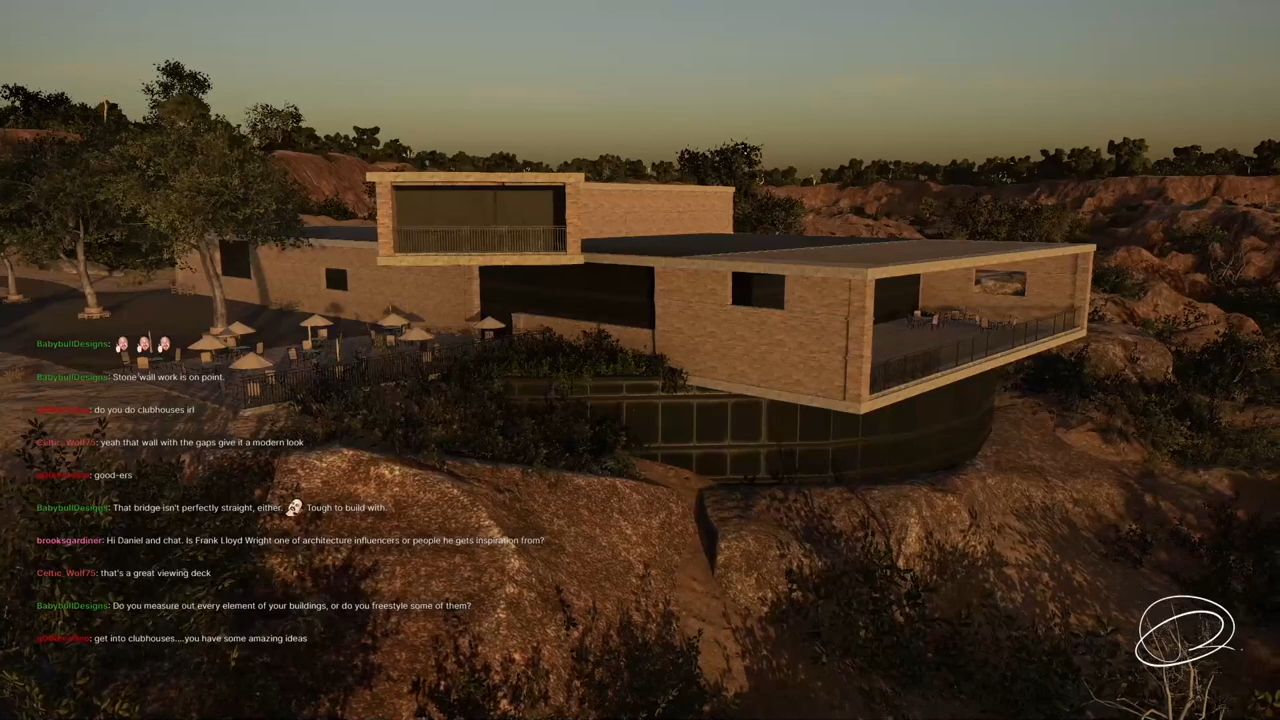 BabybullDesigns:
BabybullDesigns: Stone wall work is on point.
: do you do clubhouses irl
Celtic_Wolf75: yeah that wall with the gaps give it a modern look
: good-ers
BabybullDesigns: That bridge isn't perfectly straight, either. Tough to build with.
brooksgardiner: Hi Daniel and chat. Is Frank Lloyd Wright one of architecture influencers or people he gets inspiration from?
Celtic_Wolf75: that's a great viewing deck
BabybullDesigns: Do you measure out every element of your buildings, or do you freestyle some of them?
: get into clubhouses....you have some amazing ideas